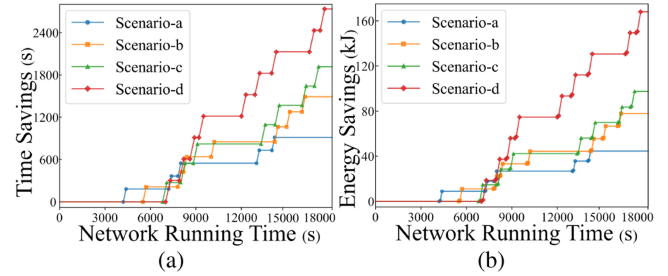 (a)
Time Savings (s)
2400
1800
1200
600
0
Scenario-a
Scenario-b
Scenario-c
Scenario-d
0 3000 6000 9000 12000 15000 18000
Network Running Time (s)
(b)
Energy Savings (kJ)
160
120
80
40
0
Scenario-a
Scenario-b
Scenario-c
Scenario-d
0 3000 6000 9000 12000 15000 18000
Network Running Time (s)